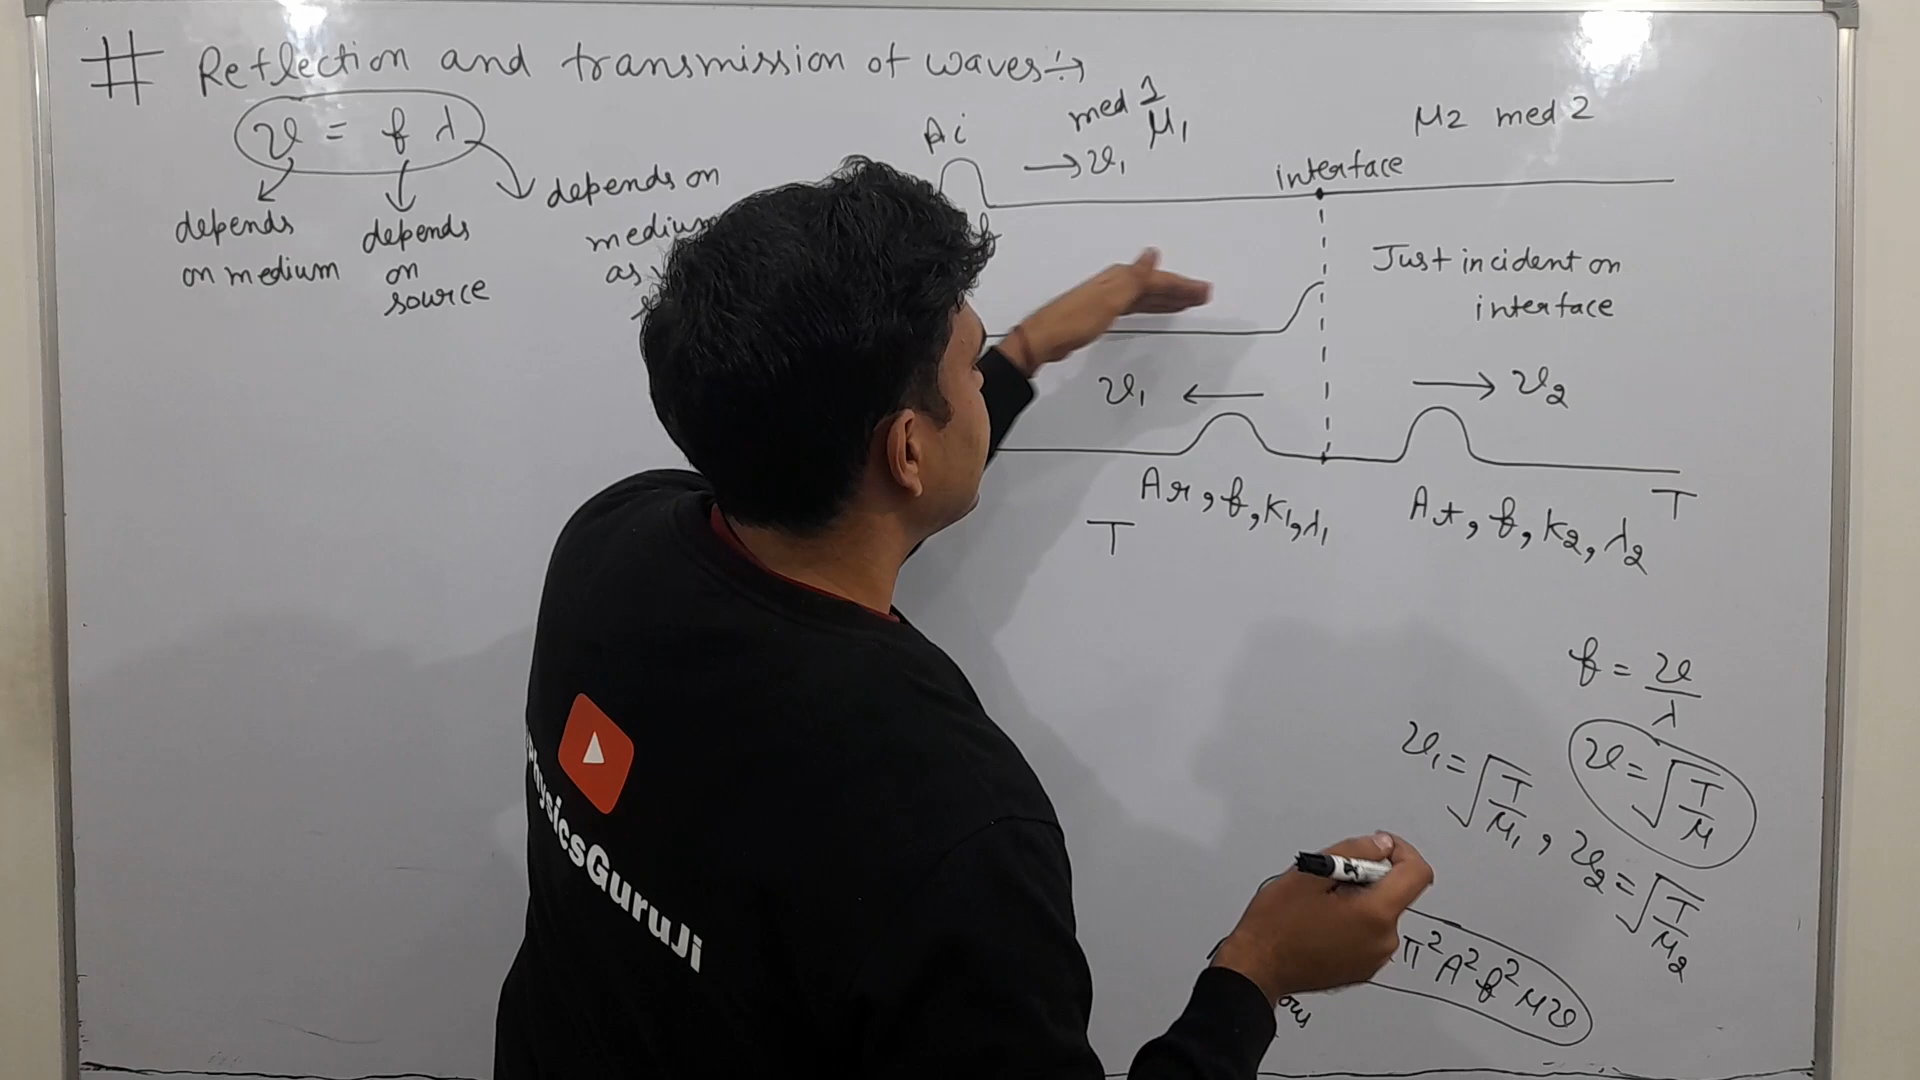 # Reflection and transmission of waves :→
v = f λ
depends
on medium
depends
on
source
depends on
medium
as
Ai
→ v₁
med 1
μ₁
μ2 med 2
interface
f
Just incident on
interface
v₁ ←
→ v₂
Ar, f, k₁, λ₁
At, f, k₂, λ₂
T
T
f = v/λ
v = √(T/μ)
v₁ = √(T/μ₁), v₂ = √(T/μ₂)
π²A²f²μv
physicsGuruJi